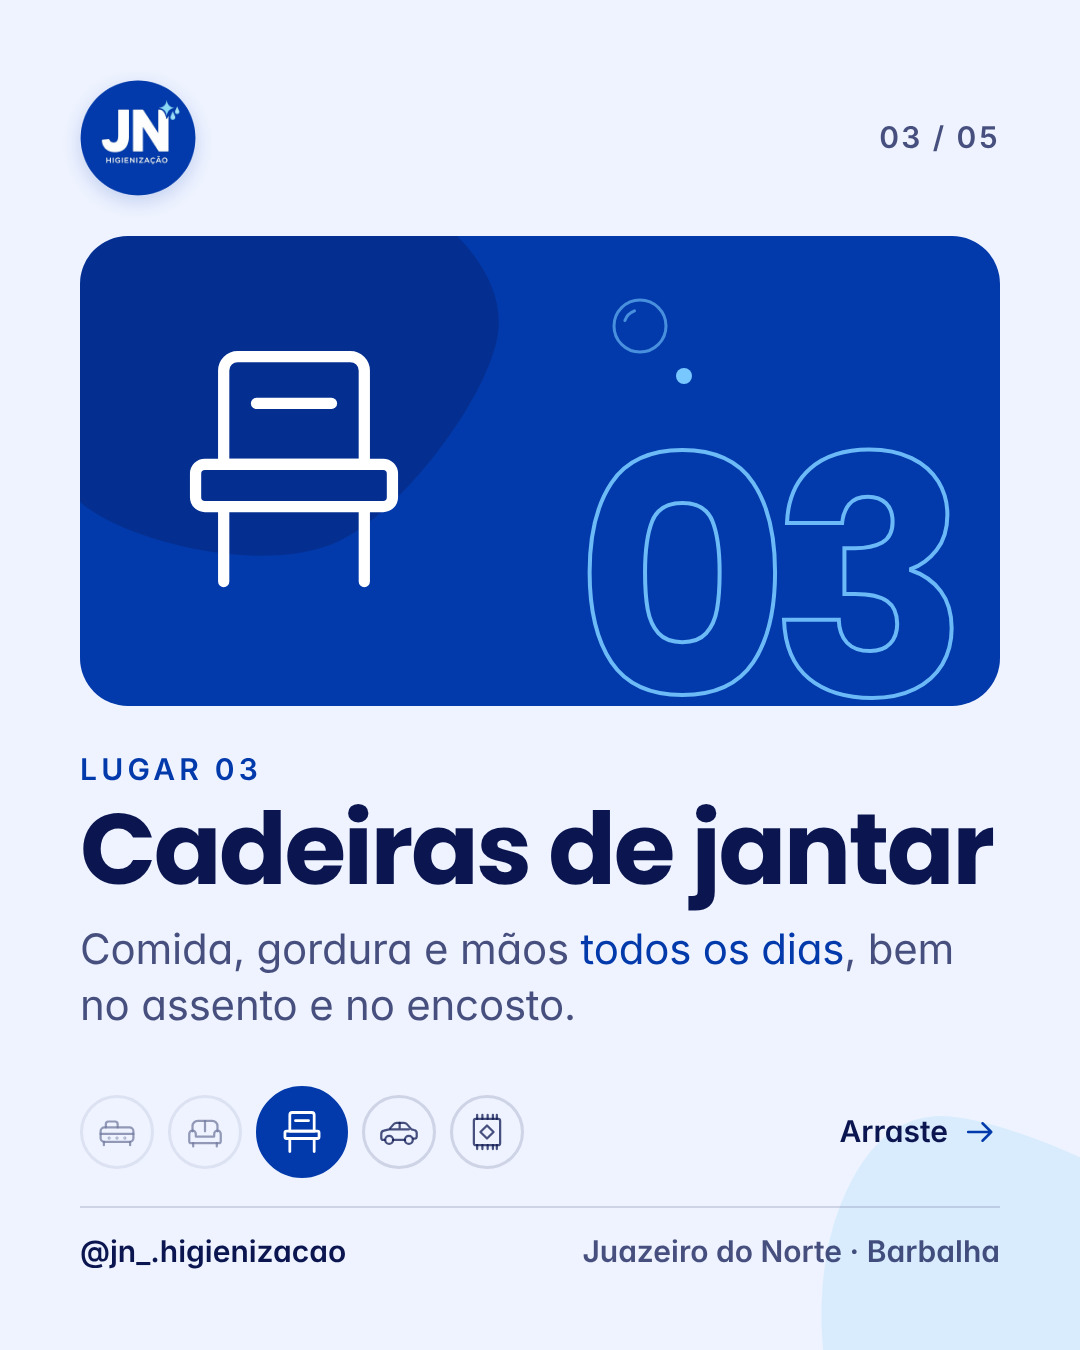 JN
HIGIENIZAÇÃO
03 / 05
03
LUGAR 03
Cadeiras de jantar
Comida, gordura e mãos todos os dias, bem
no assento e no encosto.
Arraste →
@jn_.higienizacao
Juazeiro do Norte · Barbalha